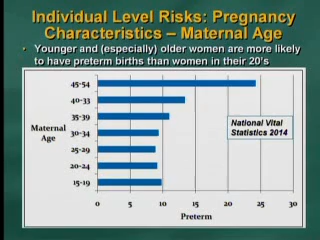 Individual Level Risks: Pregnancy
Characteristics – Maternal Age
• Younger and (especially) older women are more likely
to have preterm births than women in their 20's
45-54
40-33
35-39
Maternal
Age
30-34
25-29
20-24
15-19
National Vital
Statistics 2014
0 5 10 15 20 25 30
Preterm